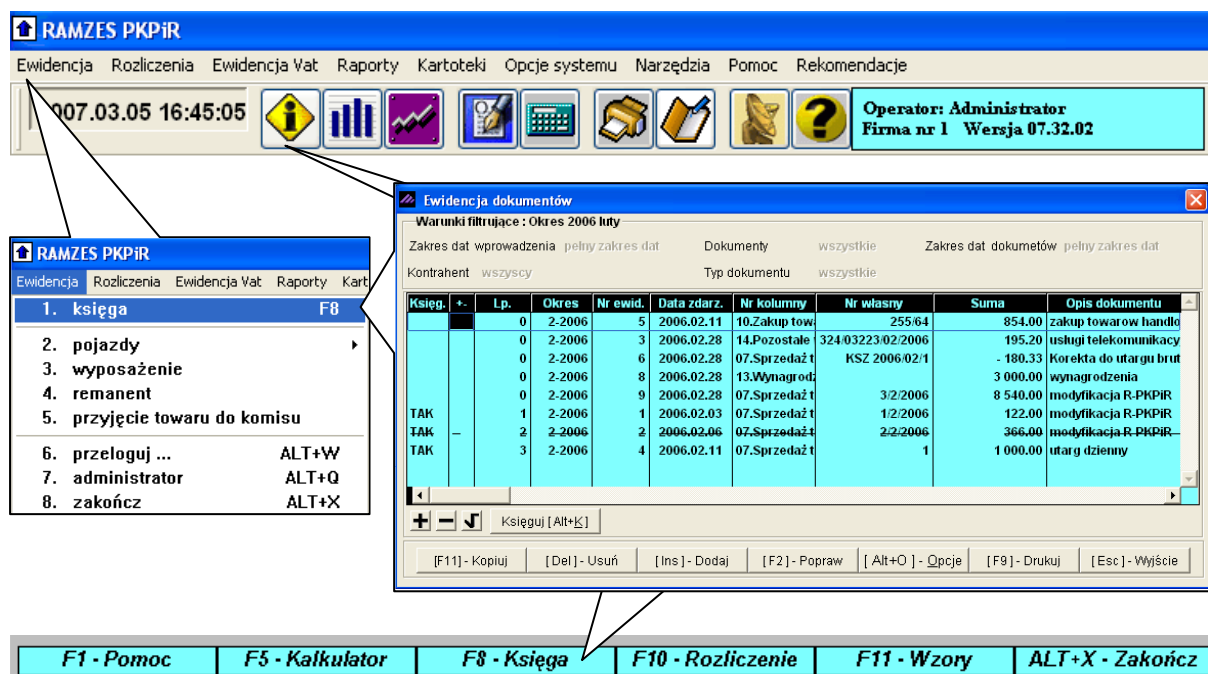 RAMZES PKPiR
Ewidencja Rozliczenia Ewidencja Vat Raporty Kartoteki Opcje systemu Narzędzia Pomoc Rekomendacje
007.03.05 16:45:05
Operator: Administrator
Firma nr 1 Wersja 07.32.02
RAMZES PKPiR
Ewidencja Rozliczenia Ewidencja Vat Raporty Kart
1. księga F8
2. pojazdy
3. wyposażenie
4. remanent
5. przyjęcie towaru do komisu
6. przeloguj ... ALT+W
7. administrator ALT+Q
8. zakończ ALT+X
Ewidencja dokumentów
Warunki filtrujące : Okres 2006 luty
Zakres dat wprowadzenia pełny zakres dat Dokumenty wszystkie Zakres dat dokumetów pełny zakres dat
Kontrahent wszyscy Typ dokumentu wszystkie
Księg. +- Lp. Okres Nr ewid. Data zdarz. Nr kolumny Nr własny Suma Opis dokumentu
0 2-2006 5 2006.02.11 10.Zakup towa 255/64 854.00 zakup towarow handlo
0 2-2006 3 2006.02.28 14.Pozostałe 324/03223/02/2006 195.20 usługi telekomunikacy
0 2-2006 6 2006.02.28 07.Sprzedaż t KSZ 2006/02/1 - 180.33 Korekta do utargu brut
0 2-2006 8 2006.02.28 13.Wynagrodz 3 000.00 wynagrodzenia
0 2-2006 9 2006.02.28 07.Sprzedaż t 3/2/2006 8 540.00 modyfikacja R-PKPiR
TAK 1 2-2006 1 2006.02.03 07.Sprzedaż t 1/2/2006 122.00 modyfikacja R-PKPiR
TAK – 2 2-2006 2 2006.02.06 07.Sprzedaż t 2/2/2006 366.00 modyfikacja R-PKPiR
TAK 3 2-2006 4 2006.02.11 07.Sprzedaż t 1 1 000.00 utarg dzienny
Księguj [Alt+K]
[F11] - Kopiuj [Del] - Usuń [Ins] - Dodaj [F2] - Popraw [Alt+O] - Opcje [F9] - Drukuj [Esc] - Wyjście
F1 - Pomoc F5 - Kalkulator F8 - Księga F10 - Rozliczenie F11 - Wzory ALT+X - Zakończ